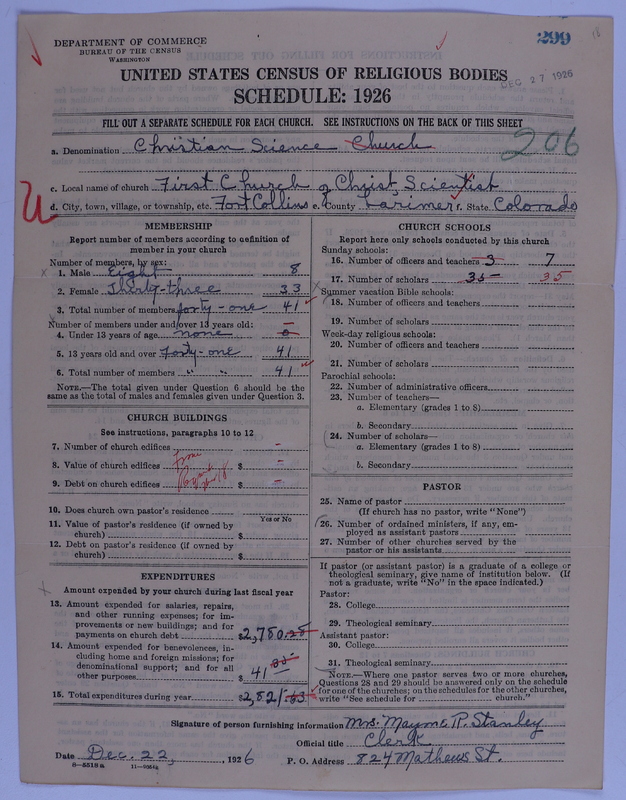 299
DEPARTMENT OF COMMERCE
BUREAU OF THE CENSUS
WASHINGTON
DEC 27 1926
UNITED STATES CENSUS OF RELIGIOUS BODIES
SCHEDULE: 1926
FILL OUT A SEPARATE SCHEDULE FOR EACH CHURCH. SEE INSTRUCTIONS ON THE BACK OF THIS SHEET
206
a. Denomination Christian Science Church
c. Local name of church First Church of Christ, Scientist
d. City, town, village, or township, etc. Fort Collins e. County Larimer f. State Colorado
MEMBERSHIP
Report number of members according to definition of
member in your church
Number of members, by sex:
1. Male Eight 8
2. Female Thirty-three 33
3. Total number of members forty-one 41
Number of members under and over 13 years old:
4. Under 13 years of age none 0
5. 13 years old and over Forty-one 41
6. Total number of members " " 41
NOTE.—The total given under Question 6 should be the
same as the total of males and females given under Question 3.
CHURCH BUILDINGS
See instructions, paragraphs 10 to 12
7. Number of church edifices -
8. Value of church edifices $ -
9. Debt on church edifices $ -
From
10. Does church own pastor's residence
Yes or No
11. Value of pastor's residence (if owned by
church) $
12. Debt on pastor's residence (if owned by
church) $
EXPENDITURES
Amount expended by your church during last fiscal year
13. Amount expended for salaries, repairs,
and other running expenses; for im-
provements or new buildings; and for
payments on church debt $2,780.28
14. Amount expended for benevolences, in-
cluding home and foreign missions; for
denominational support; and for all
other purposes $41
15. Total expenditures during year $2,821.63
CHURCH SCHOOLS
Report here only schools conducted by this church
Sunday schools:
16. Number of officers and teachers 3 7
17. Number of scholars 35 35
Summer vacation Bible schools:
18. Number of officers and teachers
19. Number of scholars
Week-day religious schools:
20. Number of officers and teachers
21. Number of scholars
Parochial schools:
22. Number of administrative officers
23. Number of teachers—
a. Elementary (grades 1 to 8)
b. Secondary
24. Number of scholars—
a. Elementary (grades 1 to 8)
b. Secondary
PASTOR
25. Name of pastor
(If church has no pastor, write "None")
26. Number of ordained ministers, if any, em-
ployed as assistant pastors
27. Number of other churches served by the
pastor or his assistants
If pastor (or assistant pastor) is a graduate of a college or
theological seminary, give name of institution below. (If
not a graduate, write "No" in the space indicated.)
Pastor:
28. College
29. Theological seminary
Assistant pastor:
30. College
31. Theological seminary
NOTE.—Where one pastor serves two or more churches,
Questions 28 and 29 should be answered only on the schedule
for one of the churches; on the schedules for the other churches,
write "See schedule for church."
Signature of person furnishing information Mrs. Mayme R. Stanley
Official title Clerk
Date Dec. 22, 1926 P. O. Address 824 Mathews St.
8—5518a